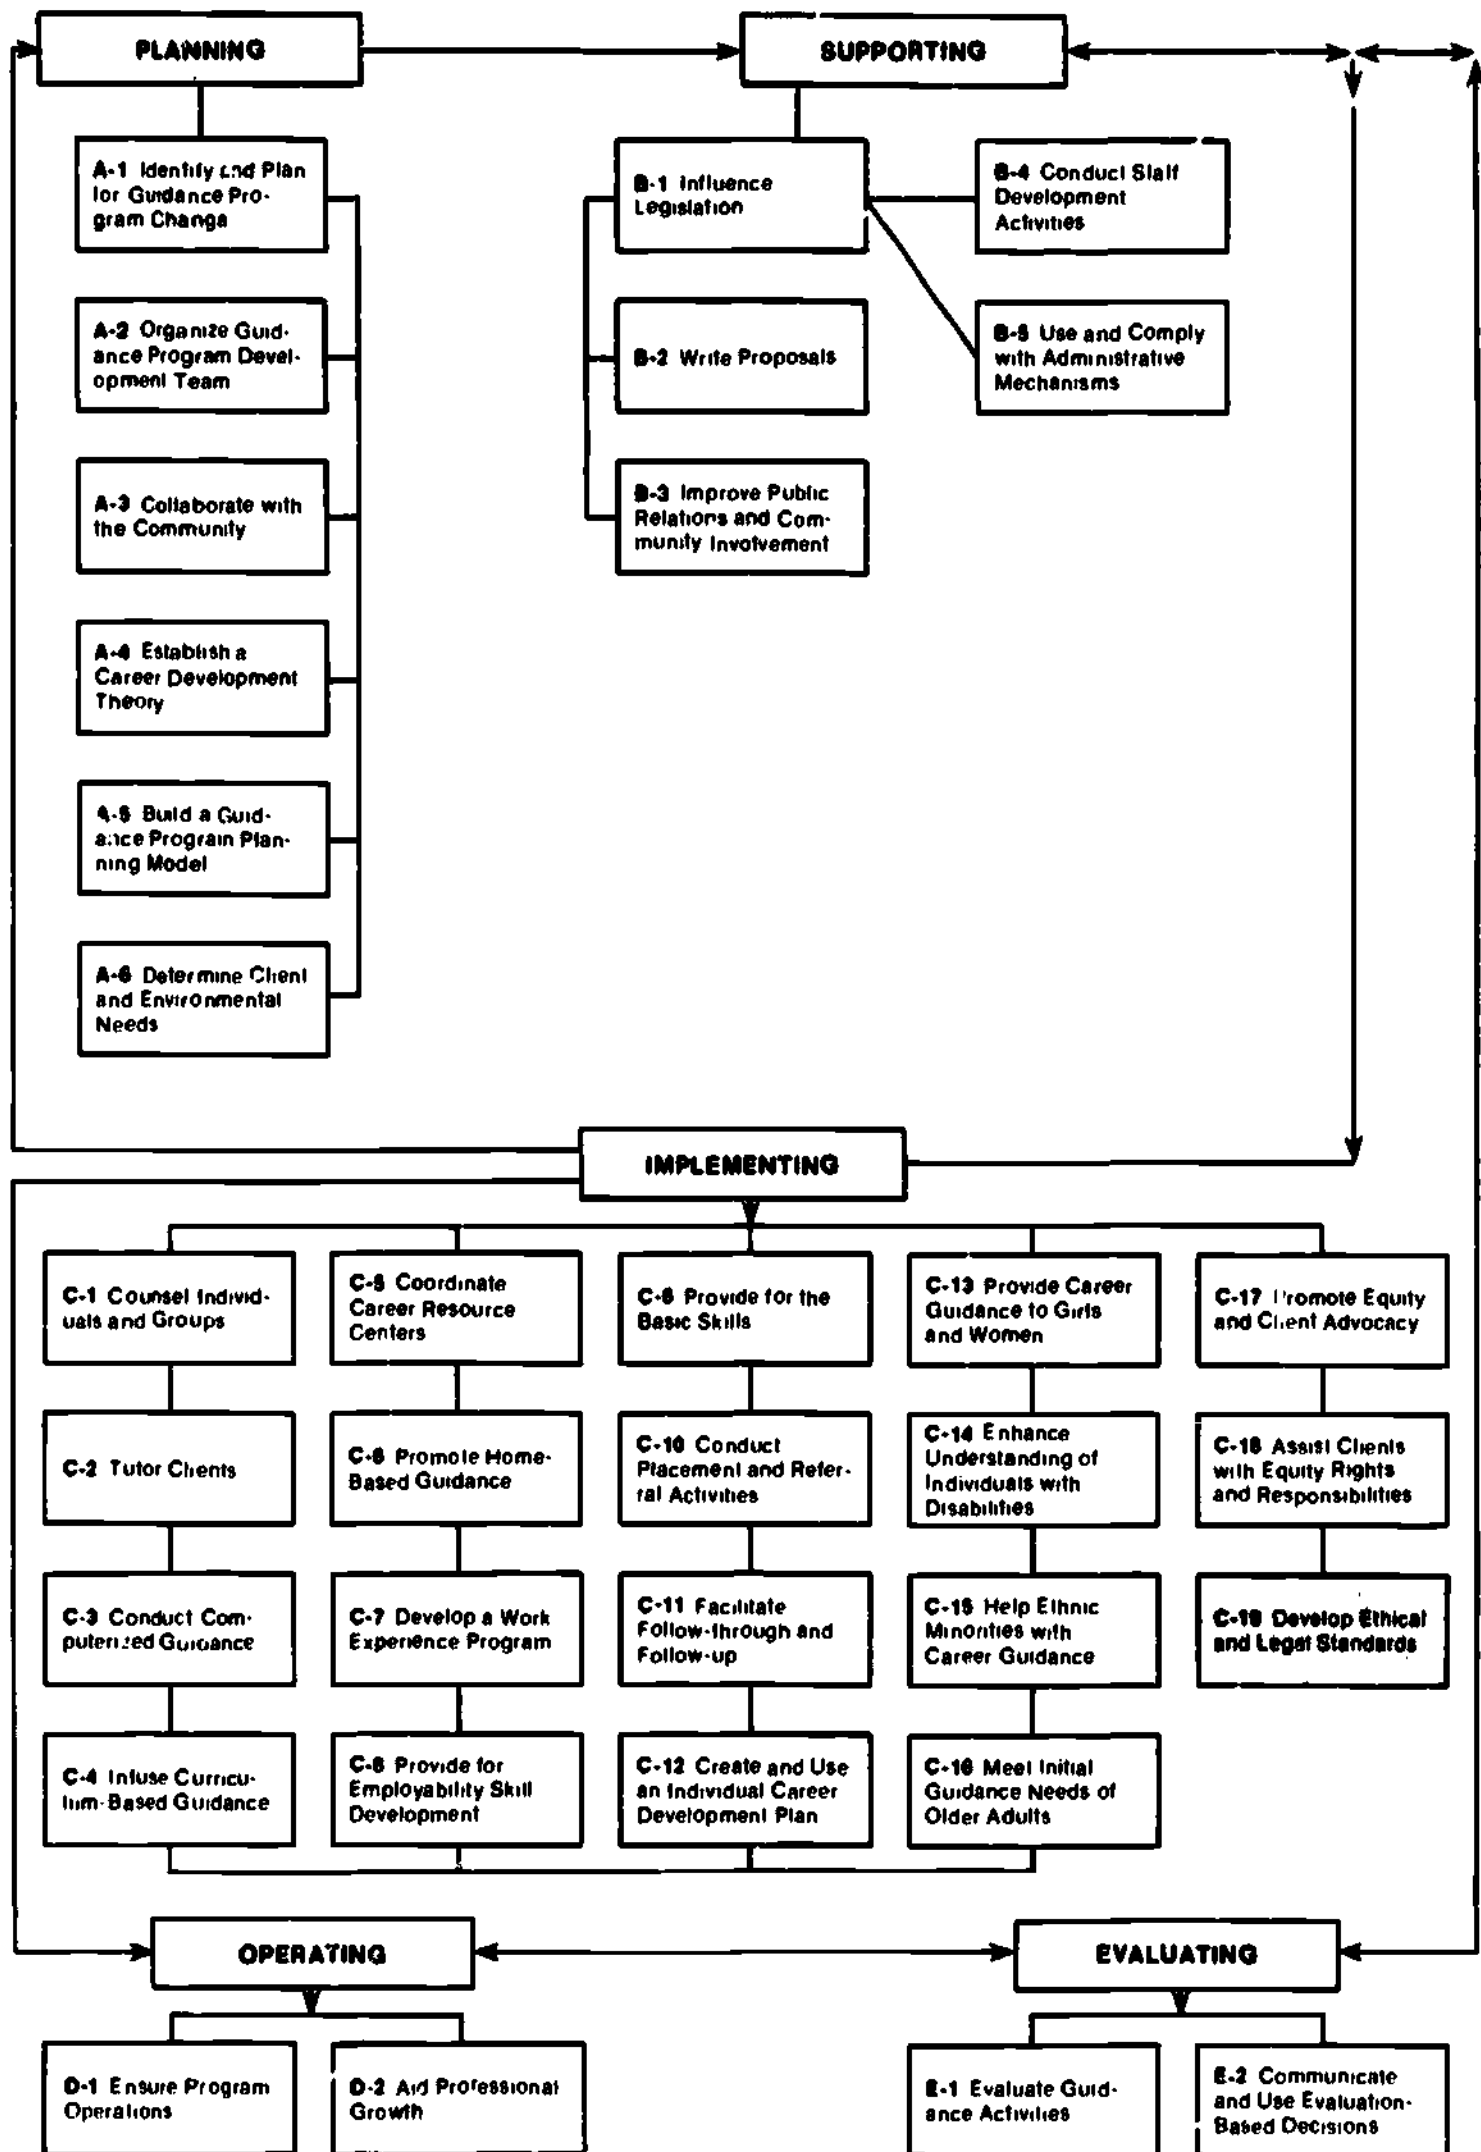 PLANNING
SUPPORTING
A-1 Identify and Plan
for Guidance Pro-
gram Change
B-1 Influence
Legislation
B-4 Conduct Staff
Development
Activities
A-2 Organize Guid-
ance Program Devel-
opment Team
B-2 Write Proposals
B-5 Use and Comply
with Administrative
Mechanisms
A-3 Collaborate with
the Community
B-3 Improve Public
Relations and Com-
munity Involvement
A-4 Establish a
Career Development
Theory
A-5 Build a Guid-
ance Program Plan-
ning Model
A-6 Determine Client
and Environmental
Needs
IMPLEMENTING
C-1 Counsel Individ-
uals and Groups
C-2 Tutor Clients
C-3 Conduct Com-
puterized Guidance
C-4 Infuse Curricu-
lum-Based Guidance
C-5 Coordinate
Career Resource
Centers
C-6 Promote Home-
Based Guidance
C-7 Develop a Work
Experience Program
C-8 Provide for
Employability Skill
Development
C-9 Provide for the
Basic Skills
C-10 Conduct
Placement and Refer-
ral Activities
C-11 Facilitate
Follow-through and
Follow-up
C-12 Create and Use
an Individual Career
Development Plan
C-13 Provide Career
Guidance to Girls
and Women
C-14 Enhance
Understanding of
Individuals with
Disabilities
C-15 Help Ethnic
Minorities with
Career Guidance
C-16 Meet Initial
Guidance Needs of
Older Adults
C-17 Promote Equity
and Client Advocacy
C-18 Assist Clients
with Equity Rights
and Responsibilities
C-19 Develop Ethical
and Legal Standards
OPERATING
EVALUATING
D-1 Ensure Program
Operations
D-2 Aid Professional
Growth
E-1 Evaluate Guid-
ance Activities
E-2 Communicate
and Use Evaluation-
Based Decisions